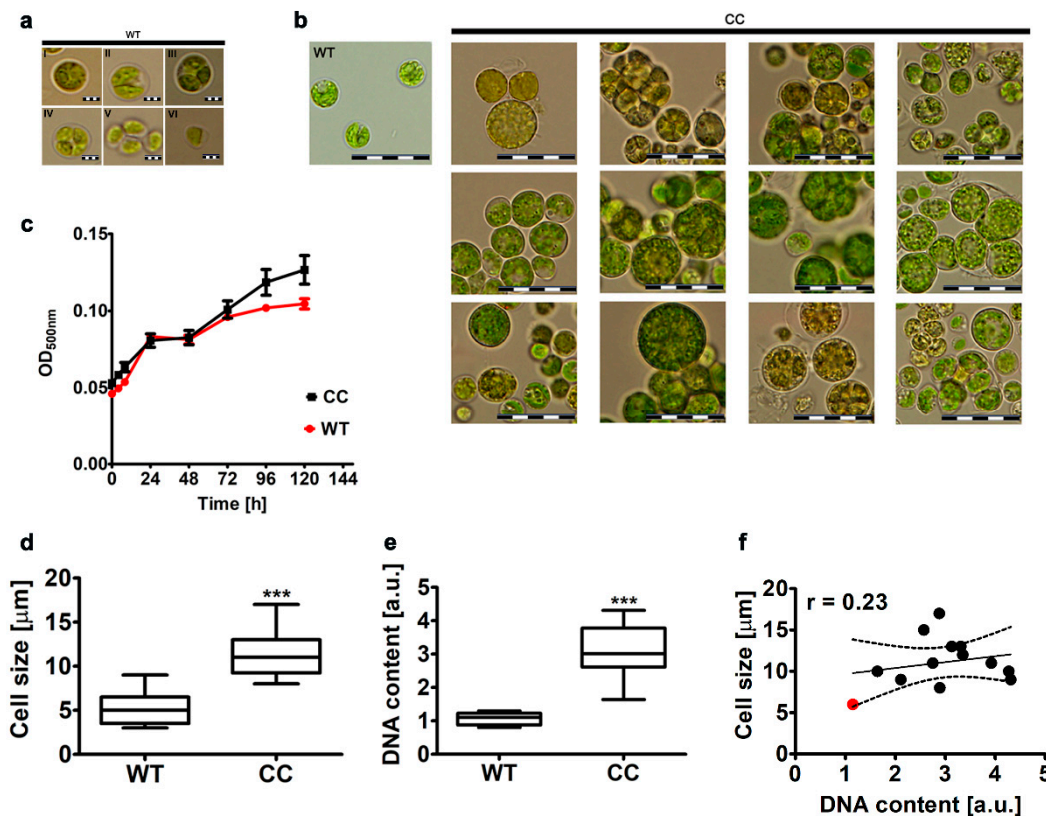 a
WT
I
II
III
IV
V
VI
b
CC
WT
c
OD500nm
0.15
0.10
0.05
0.00
CC
WT
0 24 48 72 96 120 144
Time [h]
d
Cell size [μm]
20
15
10
5
0
***
WT CC
e
DNA content [a.u.]
5
4
3
2
1
0
***
WT CC
f
r = 0.23
Cell size [μm]
20
15
10
5
0
0 1 2 3 4 5
DNA content [a.u.]